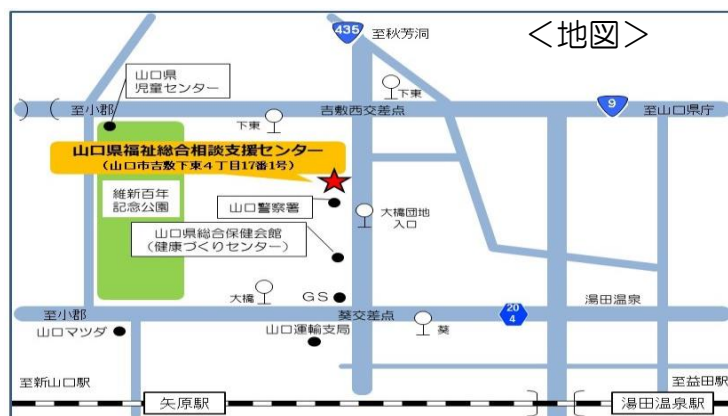 <地図>
435
至秋芳洞
山口県
児童センター
下東
9
至小郡
吉敷西交差点
至山口県庁
下東
山口県福祉総合相談支援センター
(山口市吉敷下東4丁目17番1号)
維新百年
記念公園
山口警察署
大橋団地
入口
山口県総合保健会館
(健康づくりセンター)
大橋
GS
湯田温泉
至小郡
葵交差点
204
山口マツダ
山口運輸支局
葵
至新山口駅
至益田駅
矢原駅
湯田温泉駅